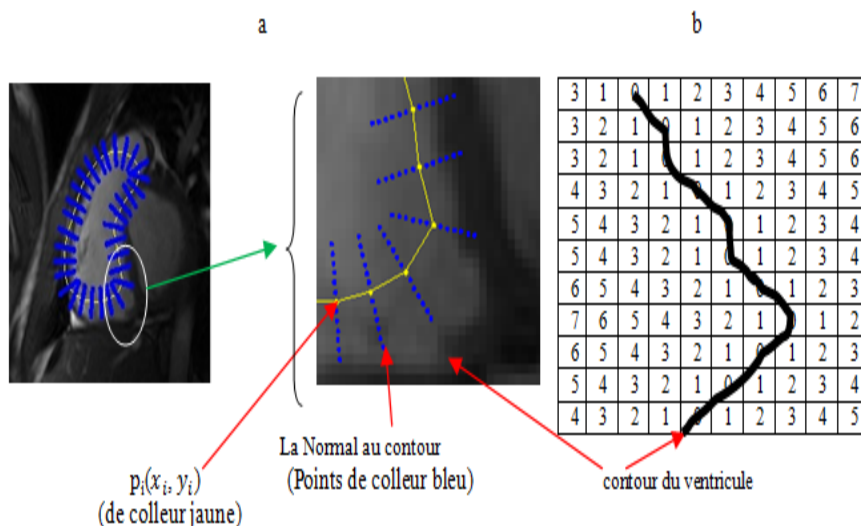 a
b
3 1 0 1 2 3 4 5 6 7
3 2 1 0 1 2 3 4 5 6
3 2 1 0 1 2 3 4 5 6
4 3 2 1 0 1 2 3 4 5
5 4 3 2 1 1 2 3 4
5 4 3 2 1 0 1 2 3 4
6 5 4 3 2 1 0 1 2 3
7 6 5 4 3 2 1 0 1 2
6 5 4 3 2 1 0 1 2 3
5 4 3 2 1 0 1 2 3 4
4 3 2 1 0 1 2 3 4 5
La Normal au contour
(Points de colleur bleu)
p_i(x_i, y_i)
(de colleur jaune)
contour du ventricule